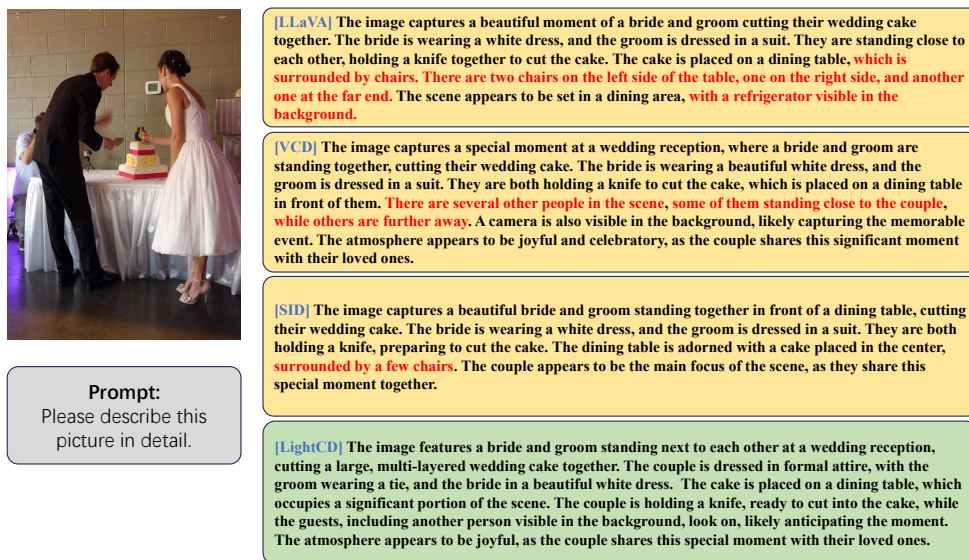 [LLaVA] The image captures a beautiful moment of a bride and groom cutting their wedding cake
together. The bride is wearing a white dress, and the groom is dressed in a suit. They are standing close to
each other, holding a knife together to cut the cake. The cake is placed on a dining table, which is
surrounded by chairs. There are two chairs on the left side of the table, one on the right side, and another
one at the far end. The scene appears to be set in a dining area, with a refrigerator visible in the
background.
[VCD] The image captures a special moment at a wedding reception, where a bride and groom are
standing together, cutting their wedding cake. The bride is wearing a beautiful white dress, and the
groom is dressed in a suit. They are both holding a knife to cut the cake, which is placed on a dining table
in front of them. There are several other people in the scene, some of them standing close to the couple,
while others are further away. A camera is also visible in the background, likely capturing the memorable
event. The atmosphere appears to be joyful and celebratory, as the couple shares this significant moment
with their loved ones.
[SID] The image captures a beautiful bride and groom standing together in front of a dining table, cutting
their wedding cake. The bride is wearing a white dress, and the groom is dressed in a suit. They are both
holding a knife, preparing to cut the cake. The dining table is adorned with a cake placed in the center,
surrounded by a few chairs. The couple appears to be the main focus of the scene, as they share this
special moment together.
Prompt:
Please describe this
picture in detail.
[LightCD] The image features a bride and groom standing next to each other at a wedding reception,
cutting a large, multi-layered wedding cake together. The couple is dressed in formal attire, with the
groom wearing a tie, and the bride in a beautiful white dress. The cake is placed on a dining table, which
occupies a significant portion of the scene. The couple is holding a knife, ready to cut into the cake, while
the guests, including another person visible in the background, look on, likely anticipating the moment.
The atmosphere appears to be joyful, as the couple shares this special moment with their loved ones.